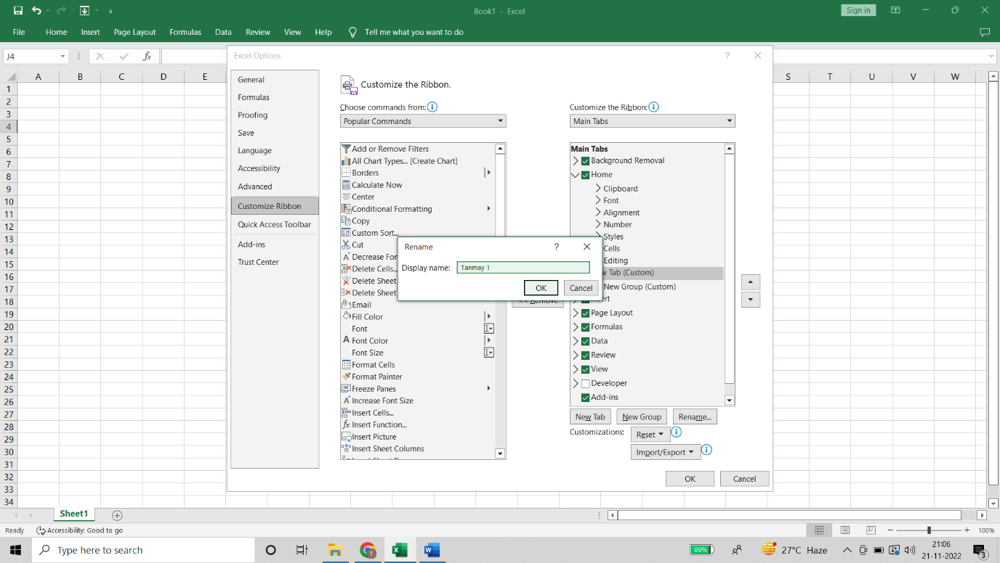 Book1 - Excel
Sign in
File Home Insert Page Layout Formulas Data Review View Help Tell me what you want to do
J4
fx
Excel Options
?
A B C D E S T U V W
1
2
3
4
5
6
7
8
9
10
11
12
13
14
15
16
17
18
19
20
21
22
23
24
25
26
27
28
29
30
31
32
33
34
General
Formulas
Proofing
Save
Language
Accessibility
Advanced
Customize Ribbon
Quick Access Toolbar
Add-ins
Trust Center
Customize the Ribbon.
Choose commands from:
Popular Commands
Add or Remove Filters
All Chart Types... [Create Chart]
Borders
Calculate Now
Center
Conditional Formatting
Copy
Custom Sort...
Cut
Decrease Fon
Delete Cells...
Delete Sheet
Delete Sheet
Email
Fill Color
Font
Font Color
Font Size
Format Cells
Format Painter
Freeze Panes
Increase Font Size
Insert Cells...
Insert Function...
Insert Picture
Insert Sheet Columns
Customize the Ribbon:
Main Tabs
Main Tabs
Background Removal
Home
Clipboard
Font
Alignment
Number
Styles
Cells
Editing
w Tab (Custom)
New Group (Custom)
ert
Page Layout
Formulas
Data
Review
View
Developer
Add-ins
Rename
?
Display name: Tanmay 1
OK Cancel
New Tab New Group Rename...
Customizations: Reset
Import/Export
OK Cancel
Sheet1
Ready Accessibility: Good to go
100%
Type here to search
89%
27°C Haze
21:06
21-11-2022
3